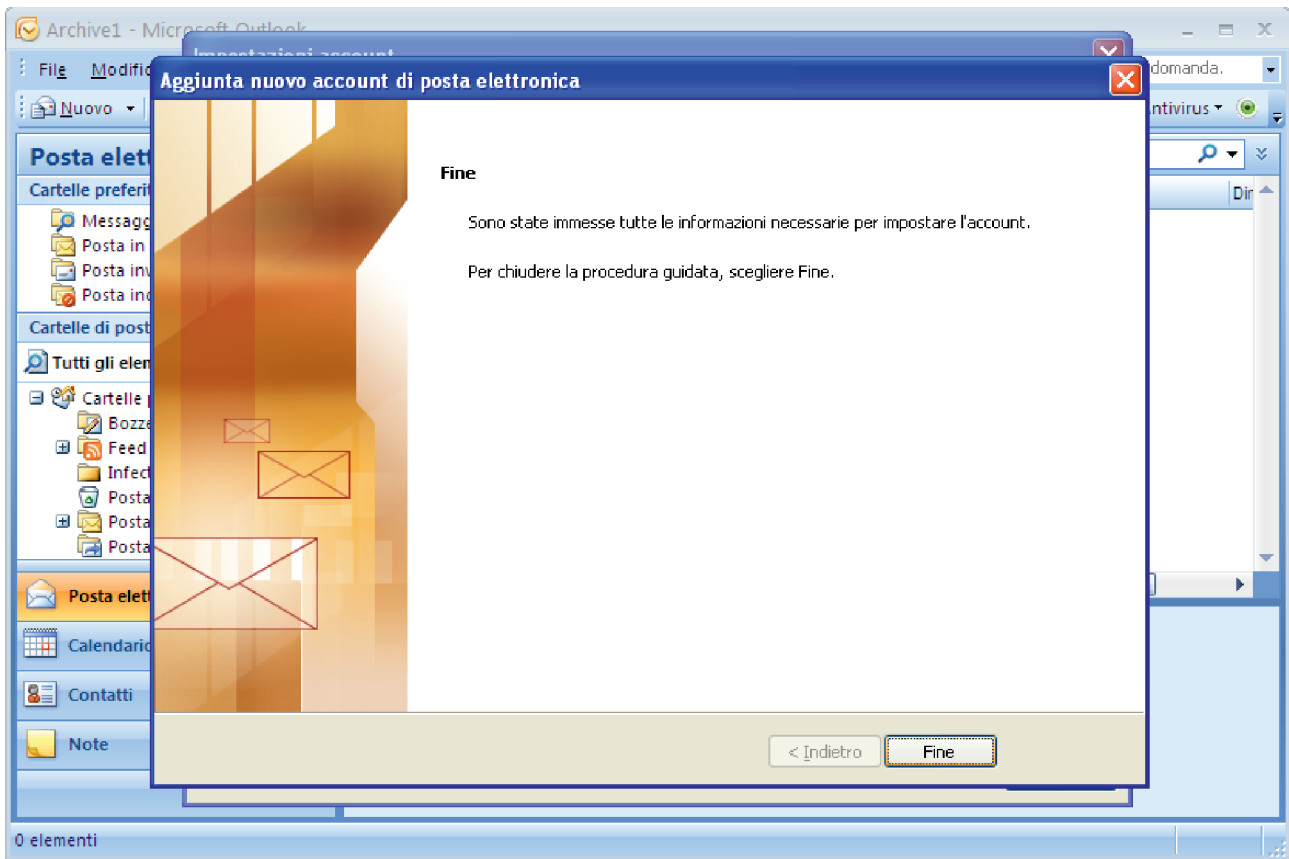 Archive1 - Microsoft Outlook
Impostazioni account
File Modific
domanda.
Aggiunta nuovo account di posta elettronica
Nuovo
ntivirus
Posta elett
Cartelle preferit
Dir
Messagg
Posta in
Posta inv
Posta ind
Cartelle di post
Tutti gli elem
Cartelle p
Bozze
Feed
Infect
Posta
Posta
Posta
Fine
Sono state immesse tutte le informazioni necessarie per impostare l'account.
Per chiudere la procedura guidata, scegliere Fine.
Posta elett
Calendario
Contatti
Note
< Indietro
Fine
0 elementi